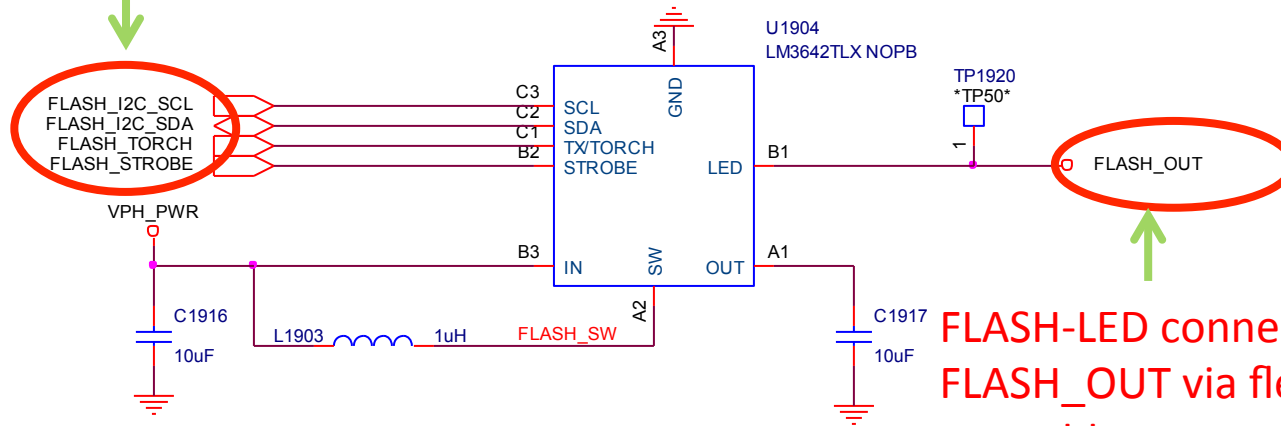 U1904
LM3642TLX NOPB
A3
GND
TP1920
*TP50*
1
FLASH_I2C_SCL
FLASH_I2C_SDA
FLASH_TORCH
FLASH_STROBE
C3
C2
C1
B2
SCL
SDA
TX/TORCH
STROBE
LED
B1
FLASH_OUT
VPH_PWR
B3
IN
SW
OUT
A1
A2
C1916
10uF
L1903
1uH
FLASH_SW
C1917
10uF
FLASH-LED conne
FLASH_OUT via fle